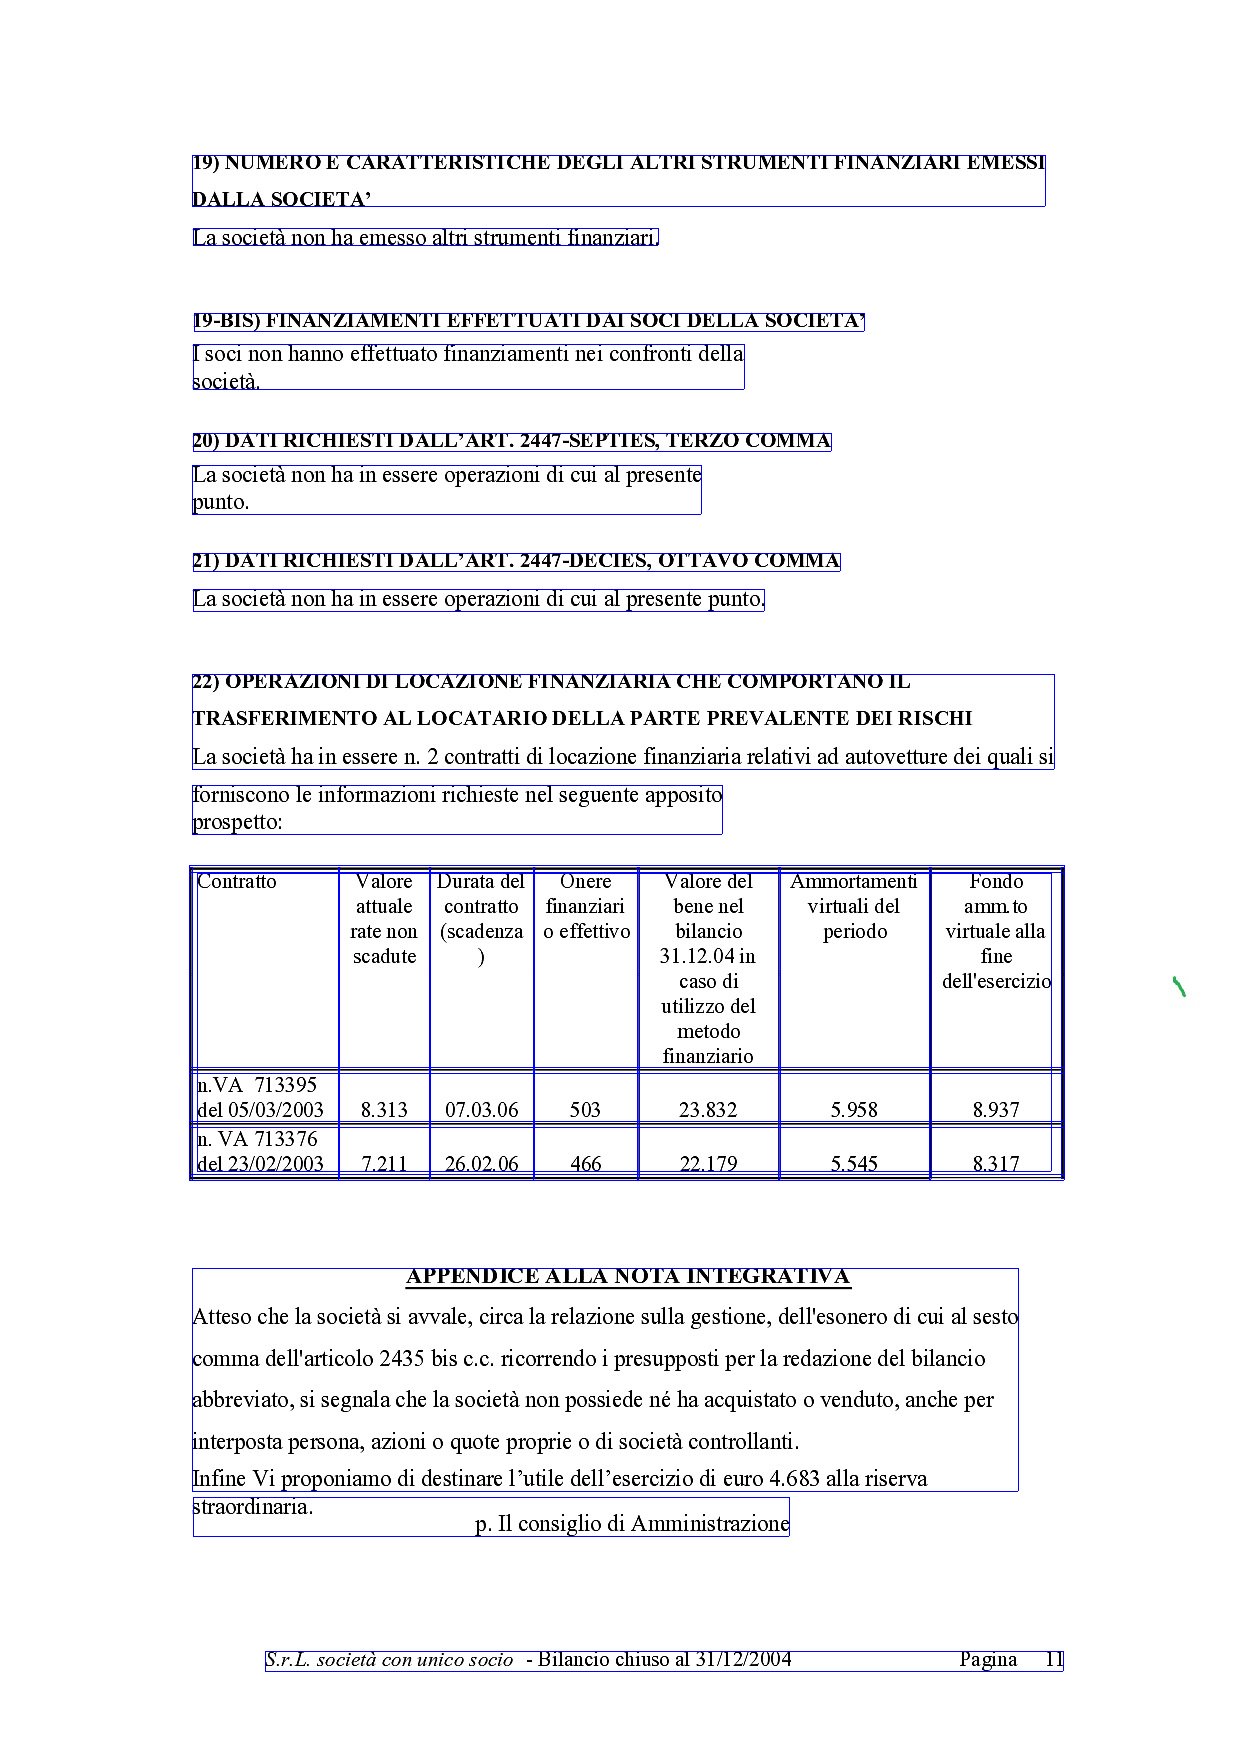 19) NUMERO E CARATTERISTICHE DEGLI ALTRI STRUMENTI FINANZIARI EMESSI
DALLA SOCIETA’
La società non ha emesso altri strumenti finanziari.
19-BIS) FINANZIAMENTI EFFETTUATI DAI SOCI DELLA SOCIETA’
I soci non hanno effettuato finanziamenti nei confronti della
società.
20) DATI RICHIESTI DALL’ART. 2447-SEPTIES, TERZO COMMA
La società non ha in essere operazioni di cui al presente
punto.
21) DATI RICHIESTI DALL’ART. 2447-DECIES, OTTAVO COMMA
La società non ha in essere operazioni di cui al presente punto.
22) OPERAZIONI DI LOCAZIONE FINANZIARIA CHE COMPORTANO IL
TRASFERIMENTO AL LOCATARIO DELLA PARTE PREVALENTE DEI RISCHI
La società ha in essere n. 2 contratti di locazione finanziaria relativi ad autovetture dei quali si
forniscono le informazioni richieste nel seguente apposito
prospetto:
Contratto Valore Durata del Onere Valore del Ammortamenti Fondo
attuale contratto finanziari bene nel virtuali del amm.to
rate non (scadenza o effettivo bilancio periodo virtuale alla
scadute ) 31.12.04 in fine
caso di dell'esercizio
utilizzo del
metodo
finanziario
n.VA 713395
del 05/03/2003 8.313 07.03.06 503 23.832 5.958 8.937
n. VA 713376
del 23/02/2003 7.211 26.02.06 466 22.179 5.545 8.317
APPENDICE ALLA NOTA INTEGRATIVA
Atteso che la società si avvale, circa la relazione sulla gestione, dell'esonero di cui al sesto
comma dell'articolo 2435 bis c.c. ricorrendo i presupposti per la redazione del bilancio
abbreviato, si segnala che la società non possiede né ha acquistato o venduto, anche per
interposta persona, azioni o quote proprie o di società controllanti.
Infine Vi proponiamo di destinare l’utile dell’esercizio di euro 4.683 alla riserva
straordinaria.
p. Il consiglio di Amministrazione
S.r.L. società con unico socio - Bilancio chiuso al 31/12/2004 Pagina 11